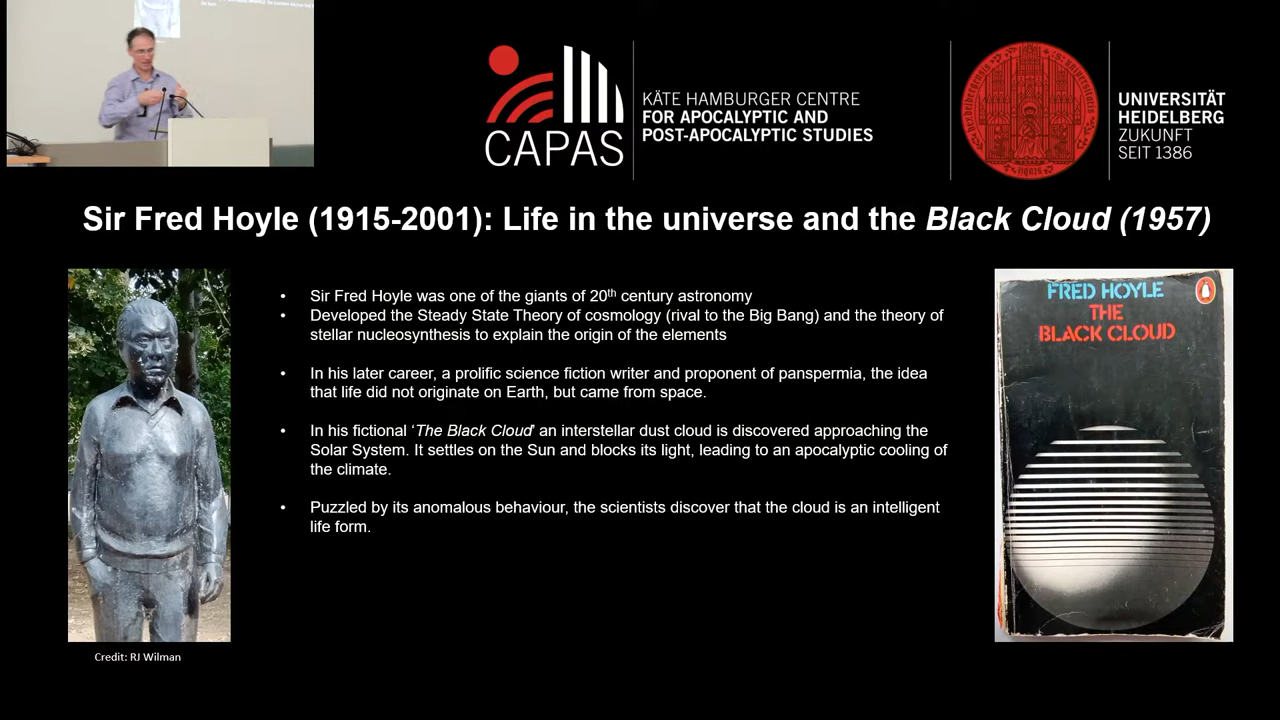 CAPAS
KÄTE HAMBURGER CENTRE
FOR APOCALYPTIC AND
POST-APOCALYPTIC STUDIES
UNIVERSITÄT
HEIDELBERG
ZUKUNFT
SEIT 1386
Sir Fred Hoyle (1915-2001): Life in the universe and the Black Cloud (1957)
• Sir Fred Hoyle was one of the giants of 20th century astronomy
• Developed the Steady State Theory of cosmology (rival to the Big Bang) and the theory of
stellar nucleosynthesis to explain the origin of the elements
• In his later career, a prolific science fiction writer and proponent of panspermia, the idea
that life did not originate on Earth, but came from space.
• In his fictional ‘The Black Cloud’ an interstellar dust cloud is discovered approaching the
Solar System. It settles on the Sun and blocks its light, leading to an apocalyptic cooling of
the climate.
• Puzzled by its anomalous behaviour, the scientists discover that the cloud is an intelligent
life form.
FRED HOYLE
THE
BLACK CLOUD
Credit: RJ Wilman